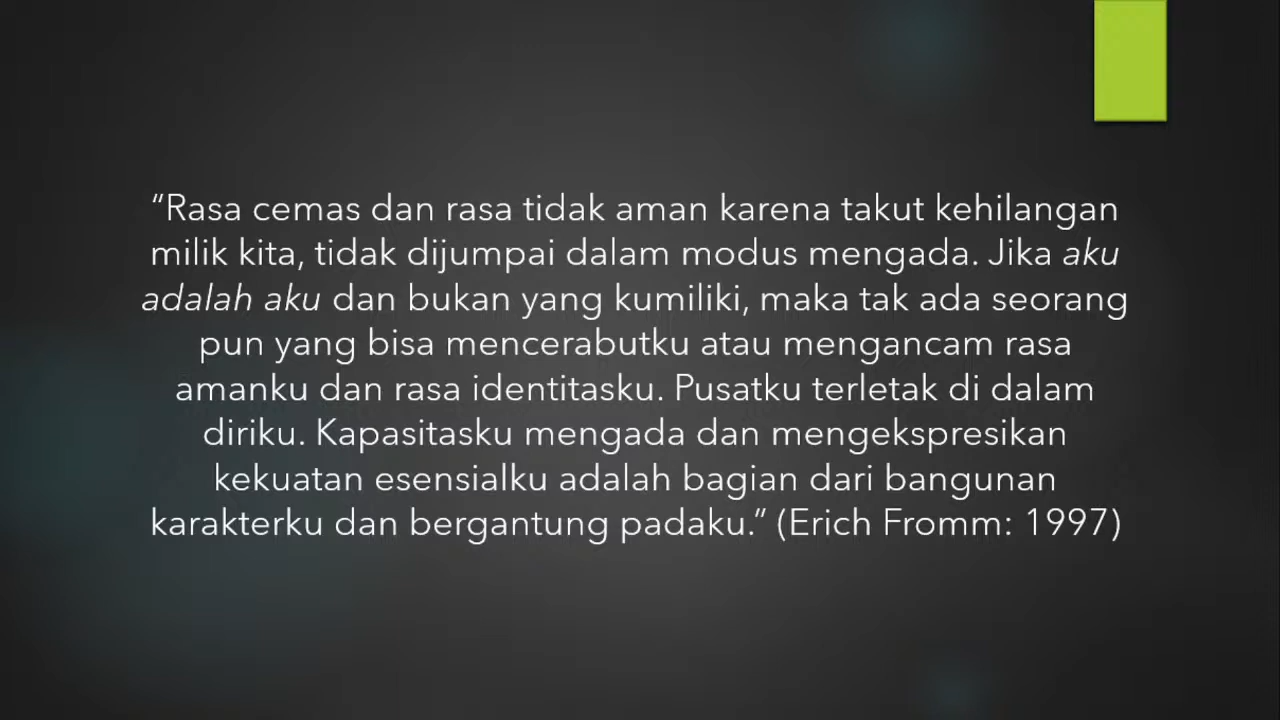 “Rasa cemas dan rasa tidak aman karena takut kehilangan
milik kita, tidak dijumpai dalam modus mengada. Jika aku
adalah aku dan bukan yang kumiliki, maka tak ada seorang
pun yang bisa mencerabutku atau mengancam rasa
amanku dan rasa identitasku. Pusatku terletak di dalam
diriku. Kapasitasku mengada dan mengekspresikan
kekuatan esensialku adalah bagian dari bangunan
karakterku dan bergantung padaku.” (Erich Fromm: 1997)